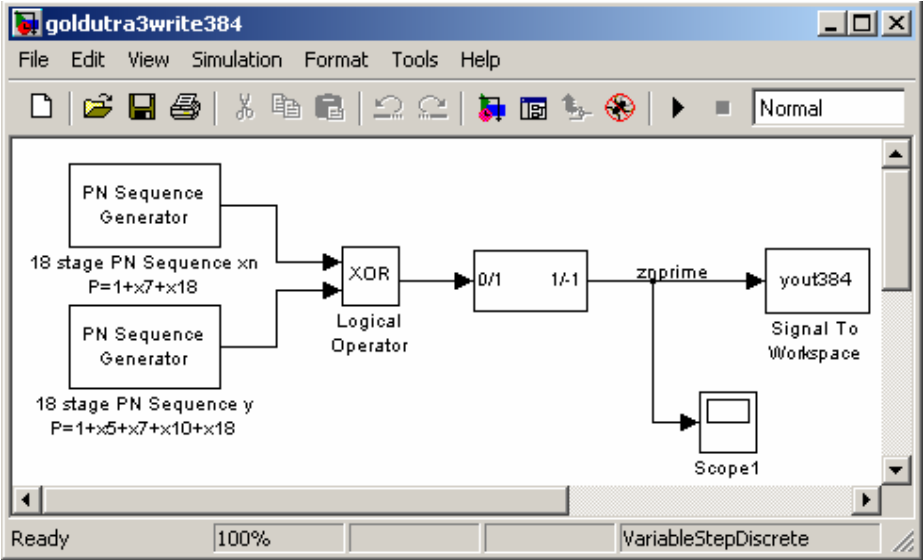 goldutra3write384
File Edit View Simulation Format Tools Help
Normal
PN Sequence
Generator
18 stage PN Sequence xn
P=1+x7+x18
PN Sequence
Generator
18 stage PN Sequence y
P=1+x5+x7+x10+x18
XOR
Logical
Operator
0/1 1/-1
znprime
yout384
Signal To
Workspace
Scope1
Ready 100% VariableStepDiscrete